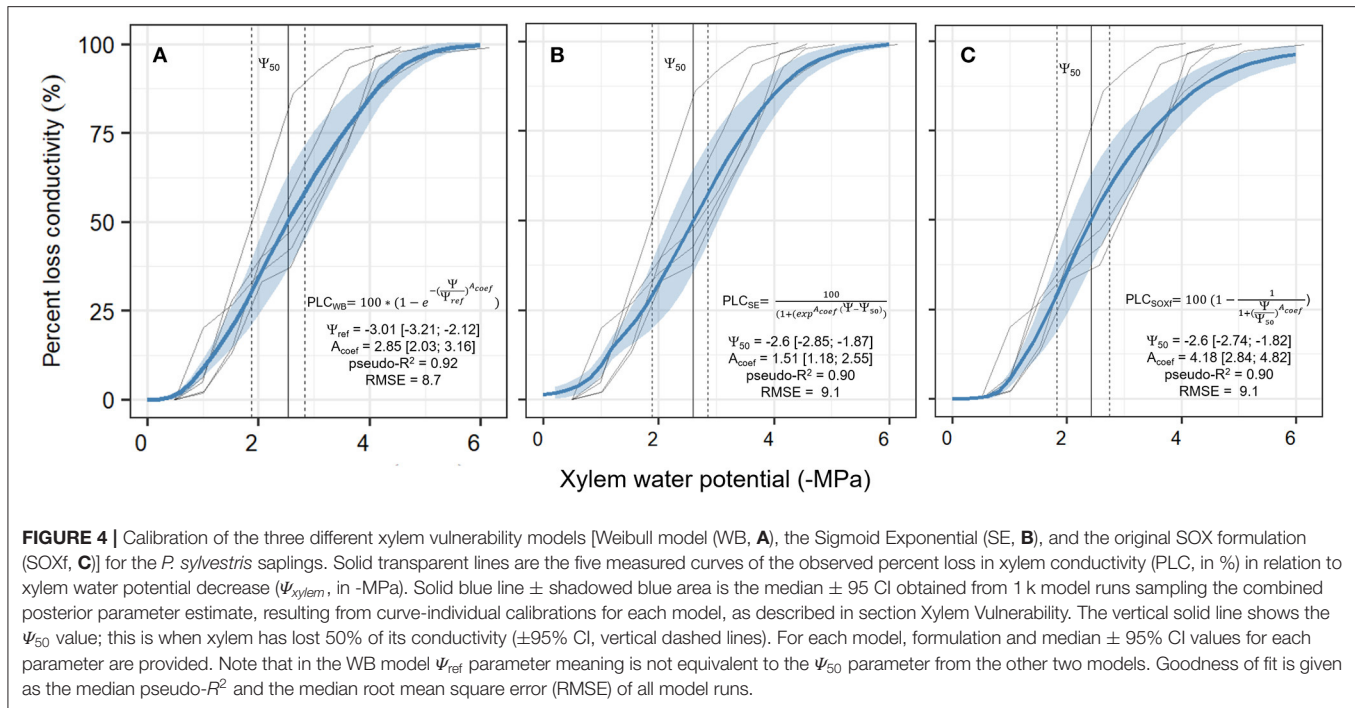 Percent loss conductivity (%)
100
75
50
25
0
A
Ψ50
PLCWB= 100 * (1 − e^−(Ψ/Ψref)^Acoef)
Ψref = -3.01 [-3.21; -2.12]
Acoef = 2.85 [2.03; 3.16]
pseudo-R² = 0.92
RMSE = 8.7
0 2 4 6
B
Ψ50
PLCSE= 100/(1+(exp^Acoef (Ψ−Ψ50))
Ψ50 = -2.6 [-2.85; -1.87]
Acoef = 1.51 [1.18; 2.55]
pseudo-R² = 0.90
RMSE = 9.1
0 2 4 6
C
Ψ50
PLCSOXf= 100 (1 − 1/(1+(Ψ/Ψ50)^Acoef))
Ψ50 = -2.6 [-2.74; -1.82]
Acoef = 4.18 [2.84; 4.82]
pseudo-R² = 0.90
RMSE = 9.1
0 2 4 6
Xylem water potential (-MPa)
FIGURE 4 | Calibration of the three different xylem vulnerability models [Weibull model (WB, A), the Sigmoid Exponential (SE, B), and the original SOX formulation
(SOXf, C)] for the P. sylvestris saplings. Solid transparent lines are the five measured curves of the observed percent loss in xylem conductivity (PLC, in %) in relation to
xylem water potential decrease (Ψxylem, in -MPa). Solid blue line ± shadowed blue area is the median ± 95 CI obtained from 1 k model runs sampling the combined
posterior parameter estimate, resulting from curve-individual calibrations for each model, as described in section Xylem Vulnerability. The vertical solid line shows the
Ψ50 value; this is when xylem has lost 50% of its conductivity (±95% CI, vertical dashed lines). For each model, formulation and median ± 95% CI values for each
parameter are provided. Note that in the WB model Ψref parameter meaning is not equivalent to the Ψ50 parameter from the other two models. Goodness of fit is given
as the median pseudo-R² and the median root mean square error (RMSE) of all model runs.